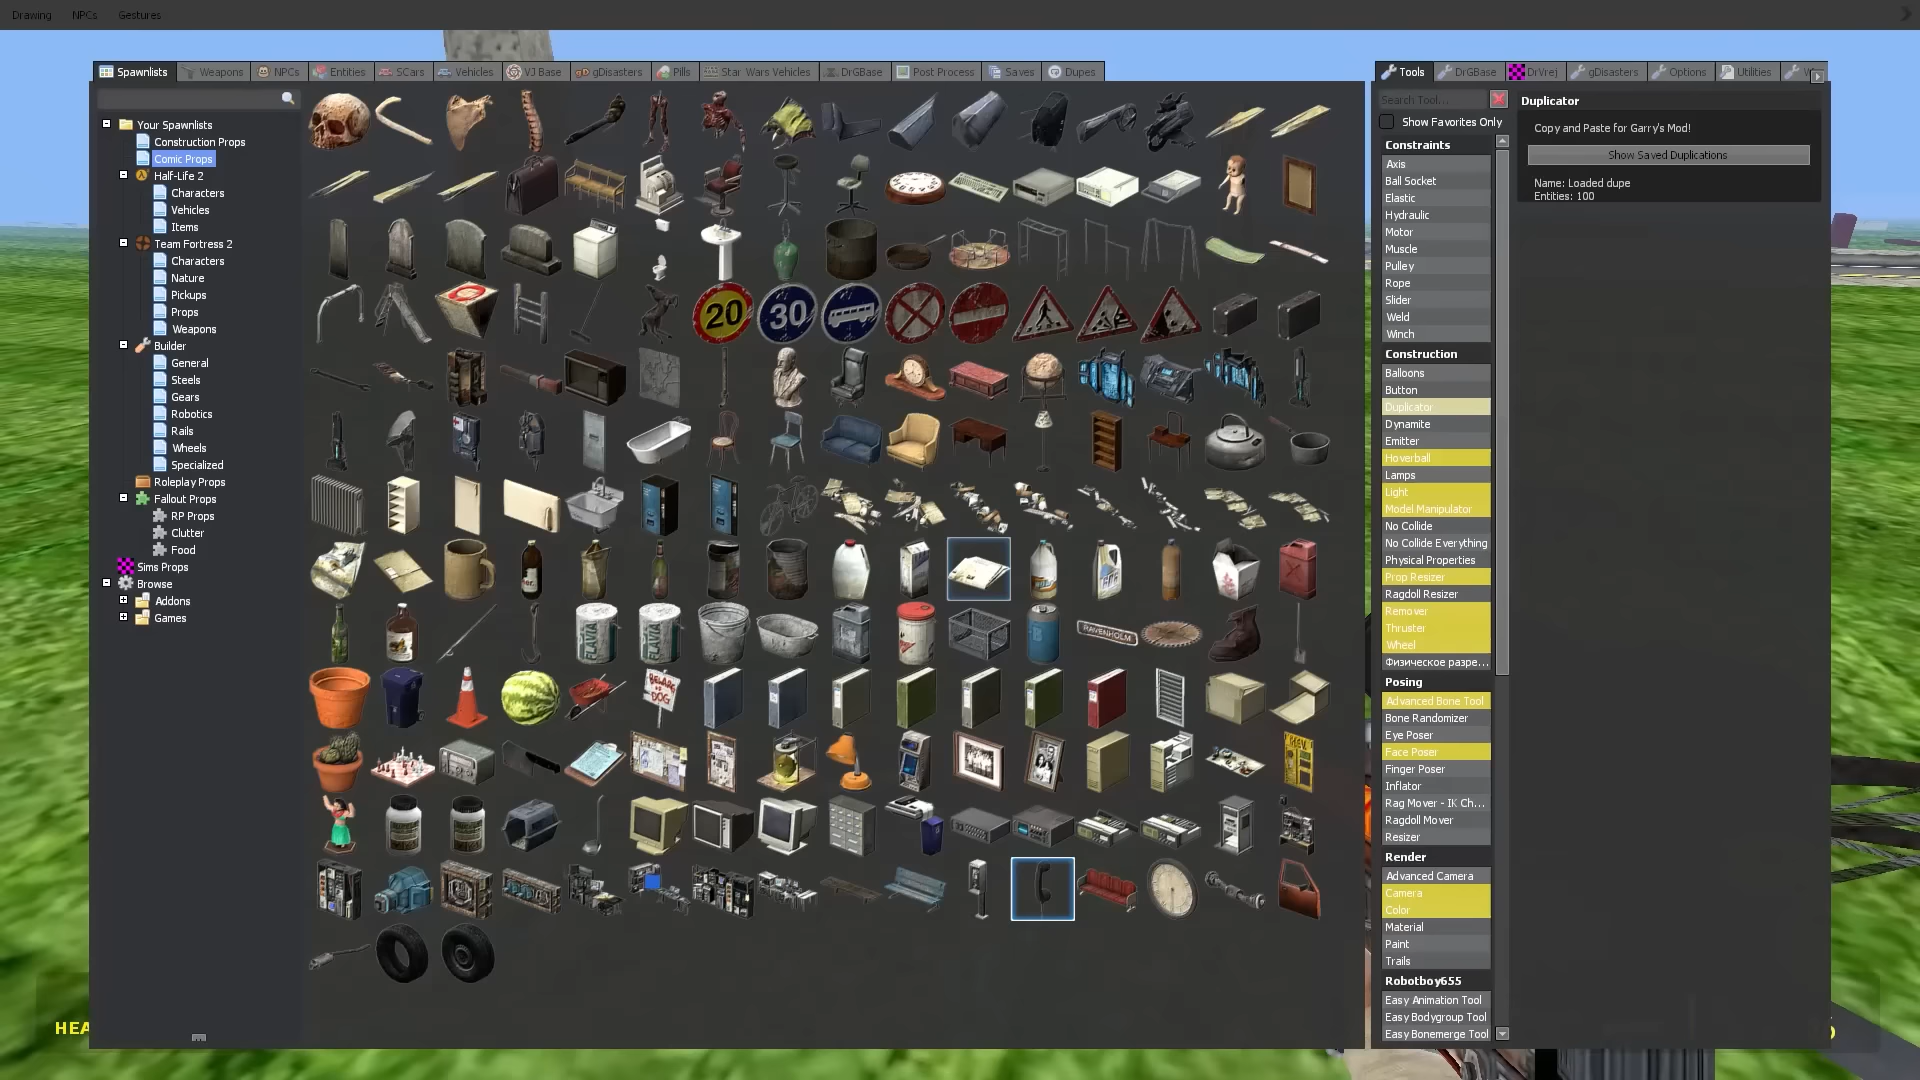 Drawing NPCs Gestures
Spawnlists Weapons NPCs Entities SCars Vehicles VJ Base gDisasters Pills Star Wars Vehicles DrGBase Post Process Saves Dupes
Your Spawnlists
Construction Props
Comic Props
Half-Life 2
Characters
Vehicles
Items
Team Fortress 2
Characters
Nature
Pickups
Props
Weapons
Builder
General
Steels
Gears
Robotics
Rails
Wheels
Specialized
Roleplay Props
Fallout Props
RP Props
Clutter
Food
Sims Props
Browse
Addons
Games
20 30
FLAVIA FLAVIA
RAVENHOLM
BEWARE
OF
DOG
HEA
Tools DrGBase DrVrej gDisasters Options Utilities
Search Tool...
Show Favorites Only
Constraints
Axis
Ball Socket
Elastic
Hydraulic
Motor
Muscle
Pulley
Rope
Slider
Weld
Winch
Construction
Balloons
Button
Duplicator
Dynamite
Emitter
Hoverball
Lamps
Light
Model Manipulator
No Collide
No Collide Everything
Physical Properties
Prop Resizer
Ragdoll Resizer
Remover
Thruster
Wheel
Физическое разре...
Posing
Advanced Bone Tool
Bone Randomizer
Eye Poser
Face Poser
Finger Poser
Inflator
Rag Mover - IK Ch...
Ragdoll Mover
Resizer
Render
Advanced Camera
Camera
Color
Material
Paint
Trails
Robotboy655
Easy Animation Tool
Easy Bodygroup Tool
Easy Bonemerge Tool
Duplicator
Copy and Paste for Garry's Mod!
Show Saved Duplications
Name: Loaded dupe
Entities: 100